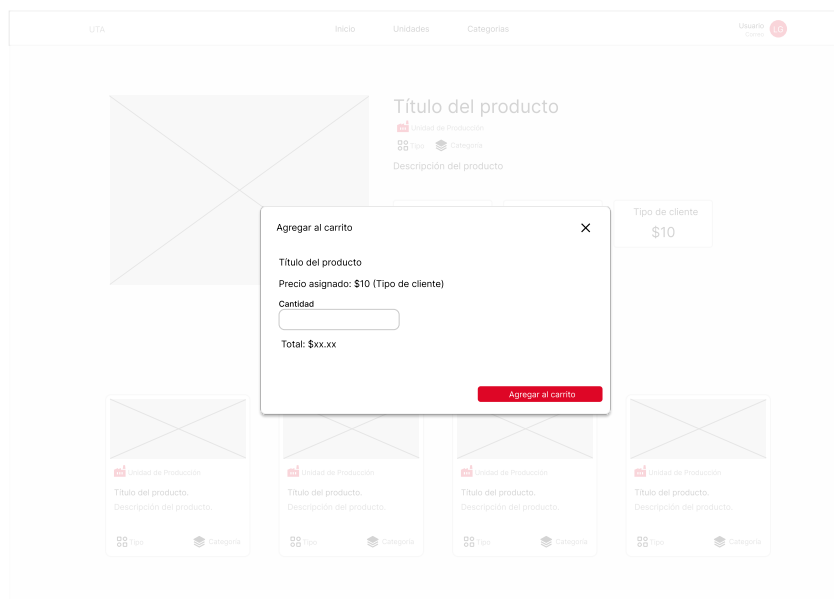 UTA
Inicio
Unidades
Categorías
Usuario
Correo
LG
Título del producto
Unidad de Producción
Tipo
Categoría
Descripción del producto
Tipo de cliente
$10
Agregar al carrito
Título del producto
Precio asignado: $10 (Tipo de cliente)
Cantidad
Total: $xx.xx
Agregar al carrito
Unidad de Producción
Título del producto.
Descripción del producto.
Tipo
Categoría
Unidad de Producción
Título del producto.
Descripción del producto.
Tipo
Categoría
Unidad de Producción
Título del producto.
Descripción del producto.
Tipo
Categoría
Unidad de Producción
Título del producto.
Descripción del producto.
Tipo
Categoría